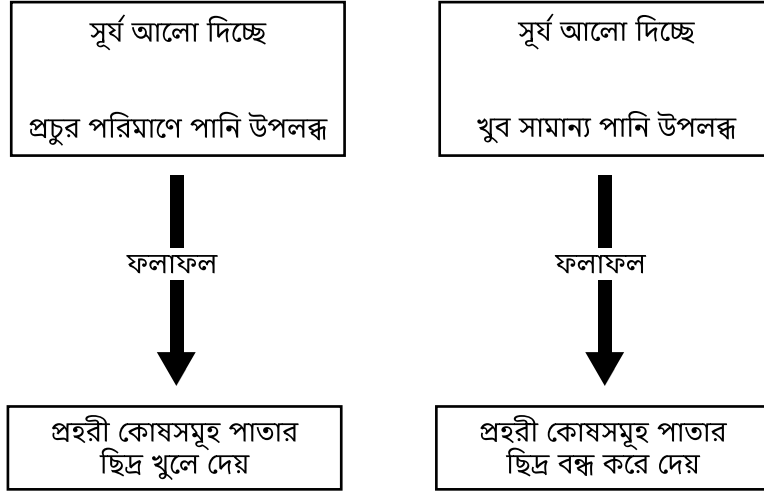 সূর্য আলো দিচ্ছে
প্রচুর পরিমাণে পানি উপলব্ধ
ফলাফল
প্রহরী কোষসমূহ পাতার
ছিদ্র খুলে দেয়
সূর্য আলো দিচ্ছে
খুব সামান্য পানি উপলব্ধ
ফলাফল
প্রহরী কোষসমূহ পাতার
ছিদ্র বন্ধ করে দেয়